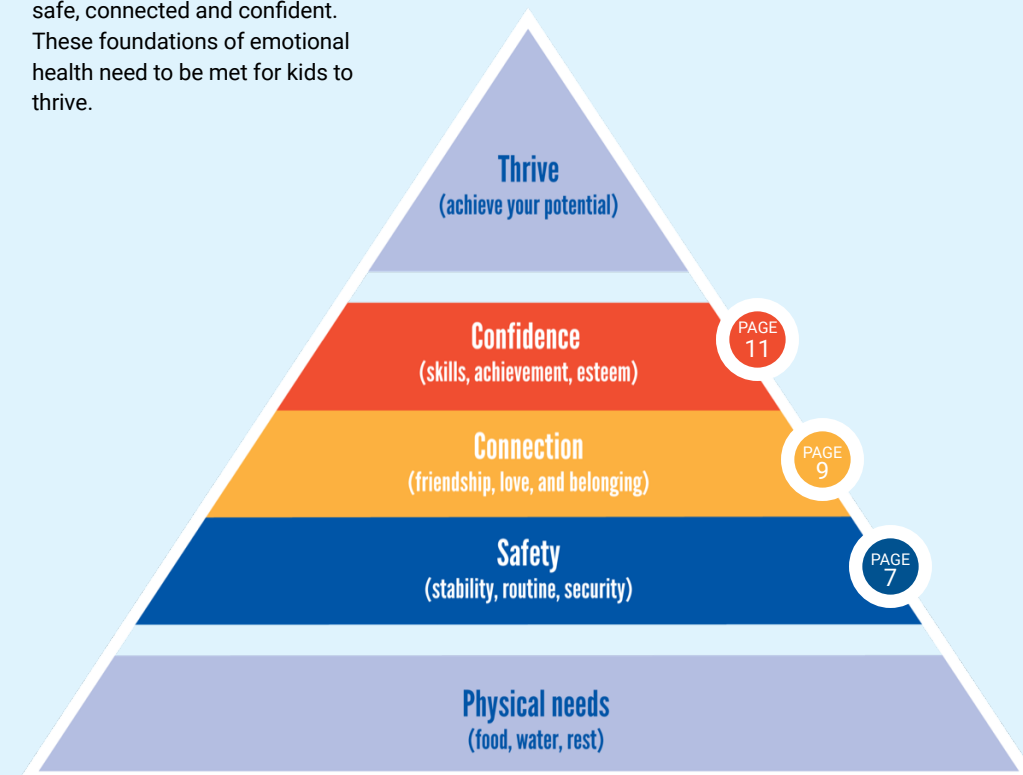 safe, connected and confident.
These foundations of emotional
health need to be met for kids to
thrive.
Thrive
(achieve your potential)
Confidence
(skills, achievement, esteem)
PAGE
11
Connection
(friendship, love, and belonging)
PAGE
9
Safety
(stability, routine, security)
PAGE
7
Physical needs
(food, water, rest)